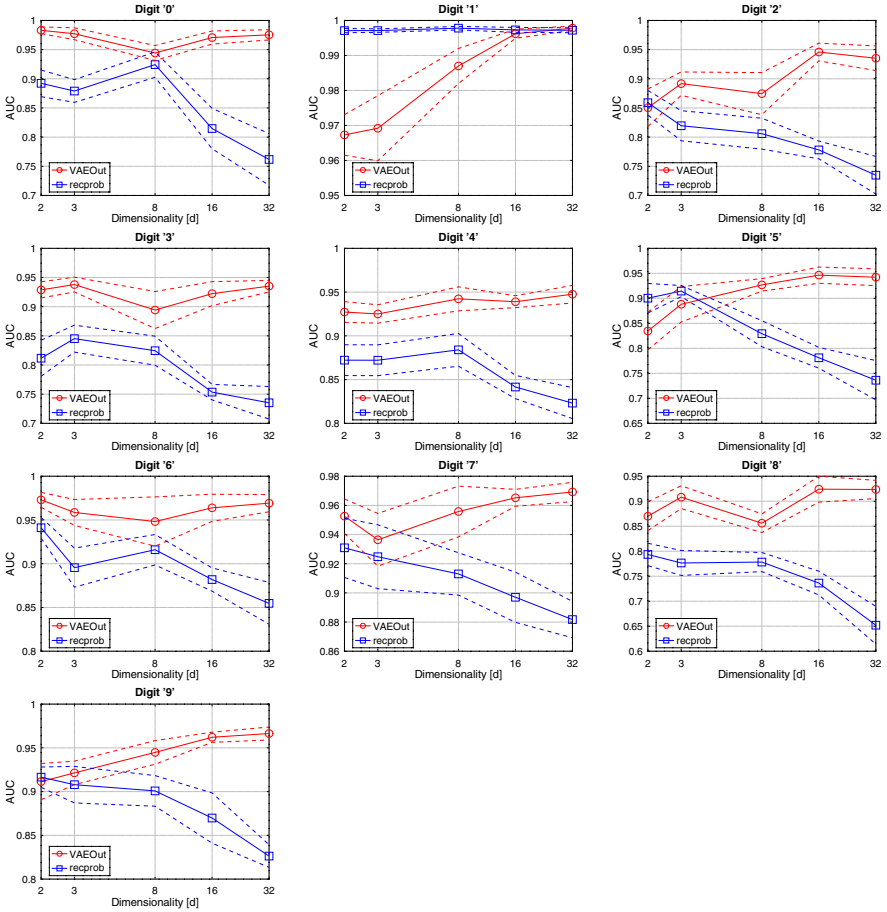 Digit '0'
1
0.95
0.9
0.85
0.8
0.75
0.7
AUC
VAEOut
recprob
2 3 8 16 32
Dimensionality [d]
Digit '1'
1
0.99
0.98
0.97
0.96
0.95
AUC
VAEOut
recprob
2 3 8 16 32
Dimensionality [d]
Digit '2'
1
0.95
0.9
0.85
0.8
0.75
0.7
AUC
VAEOut
recprob
2 3 8 16 32
Dimensionality [d]
Digit '3'
1
0.95
0.9
0.85
0.8
0.75
0.7
AUC
VAEOut
recprob
2 3 8 16 32
Dimensionality [d]
Digit '4'
1
0.95
0.9
0.85
0.8
AUC
VAEOut
recprob
2 3 8 16 32
Dimensionality [d]
Digit '5'
1
0.95
0.9
0.85
0.8
0.75
0.7
0.65
AUC
VAEOut
recprob
2 3 8 16 32
Dimensionality [d]
Digit '6'
1
0.95
0.9
0.85
0.8
AUC
VAEOut
recprob
2 3 8 16 32
Dimensionality [d]
Digit '7'
0.98
0.96
0.94
0.92
0.9
0.88
0.86
AUC
VAEOut
recprob
2 3 8 16 32
Dimensionality [d]
Digit '8'
0.95
0.9
0.85
0.8
0.75
0.7
0.65
0.6
AUC
VAEOut
recprob
2 3 8 16 32
Dimensionality [d]
Digit '9'
1
0.95
0.9
0.85
0.8
AUC
VAEOut
recprob
2 3 8 16 32
Dimensionality [d]